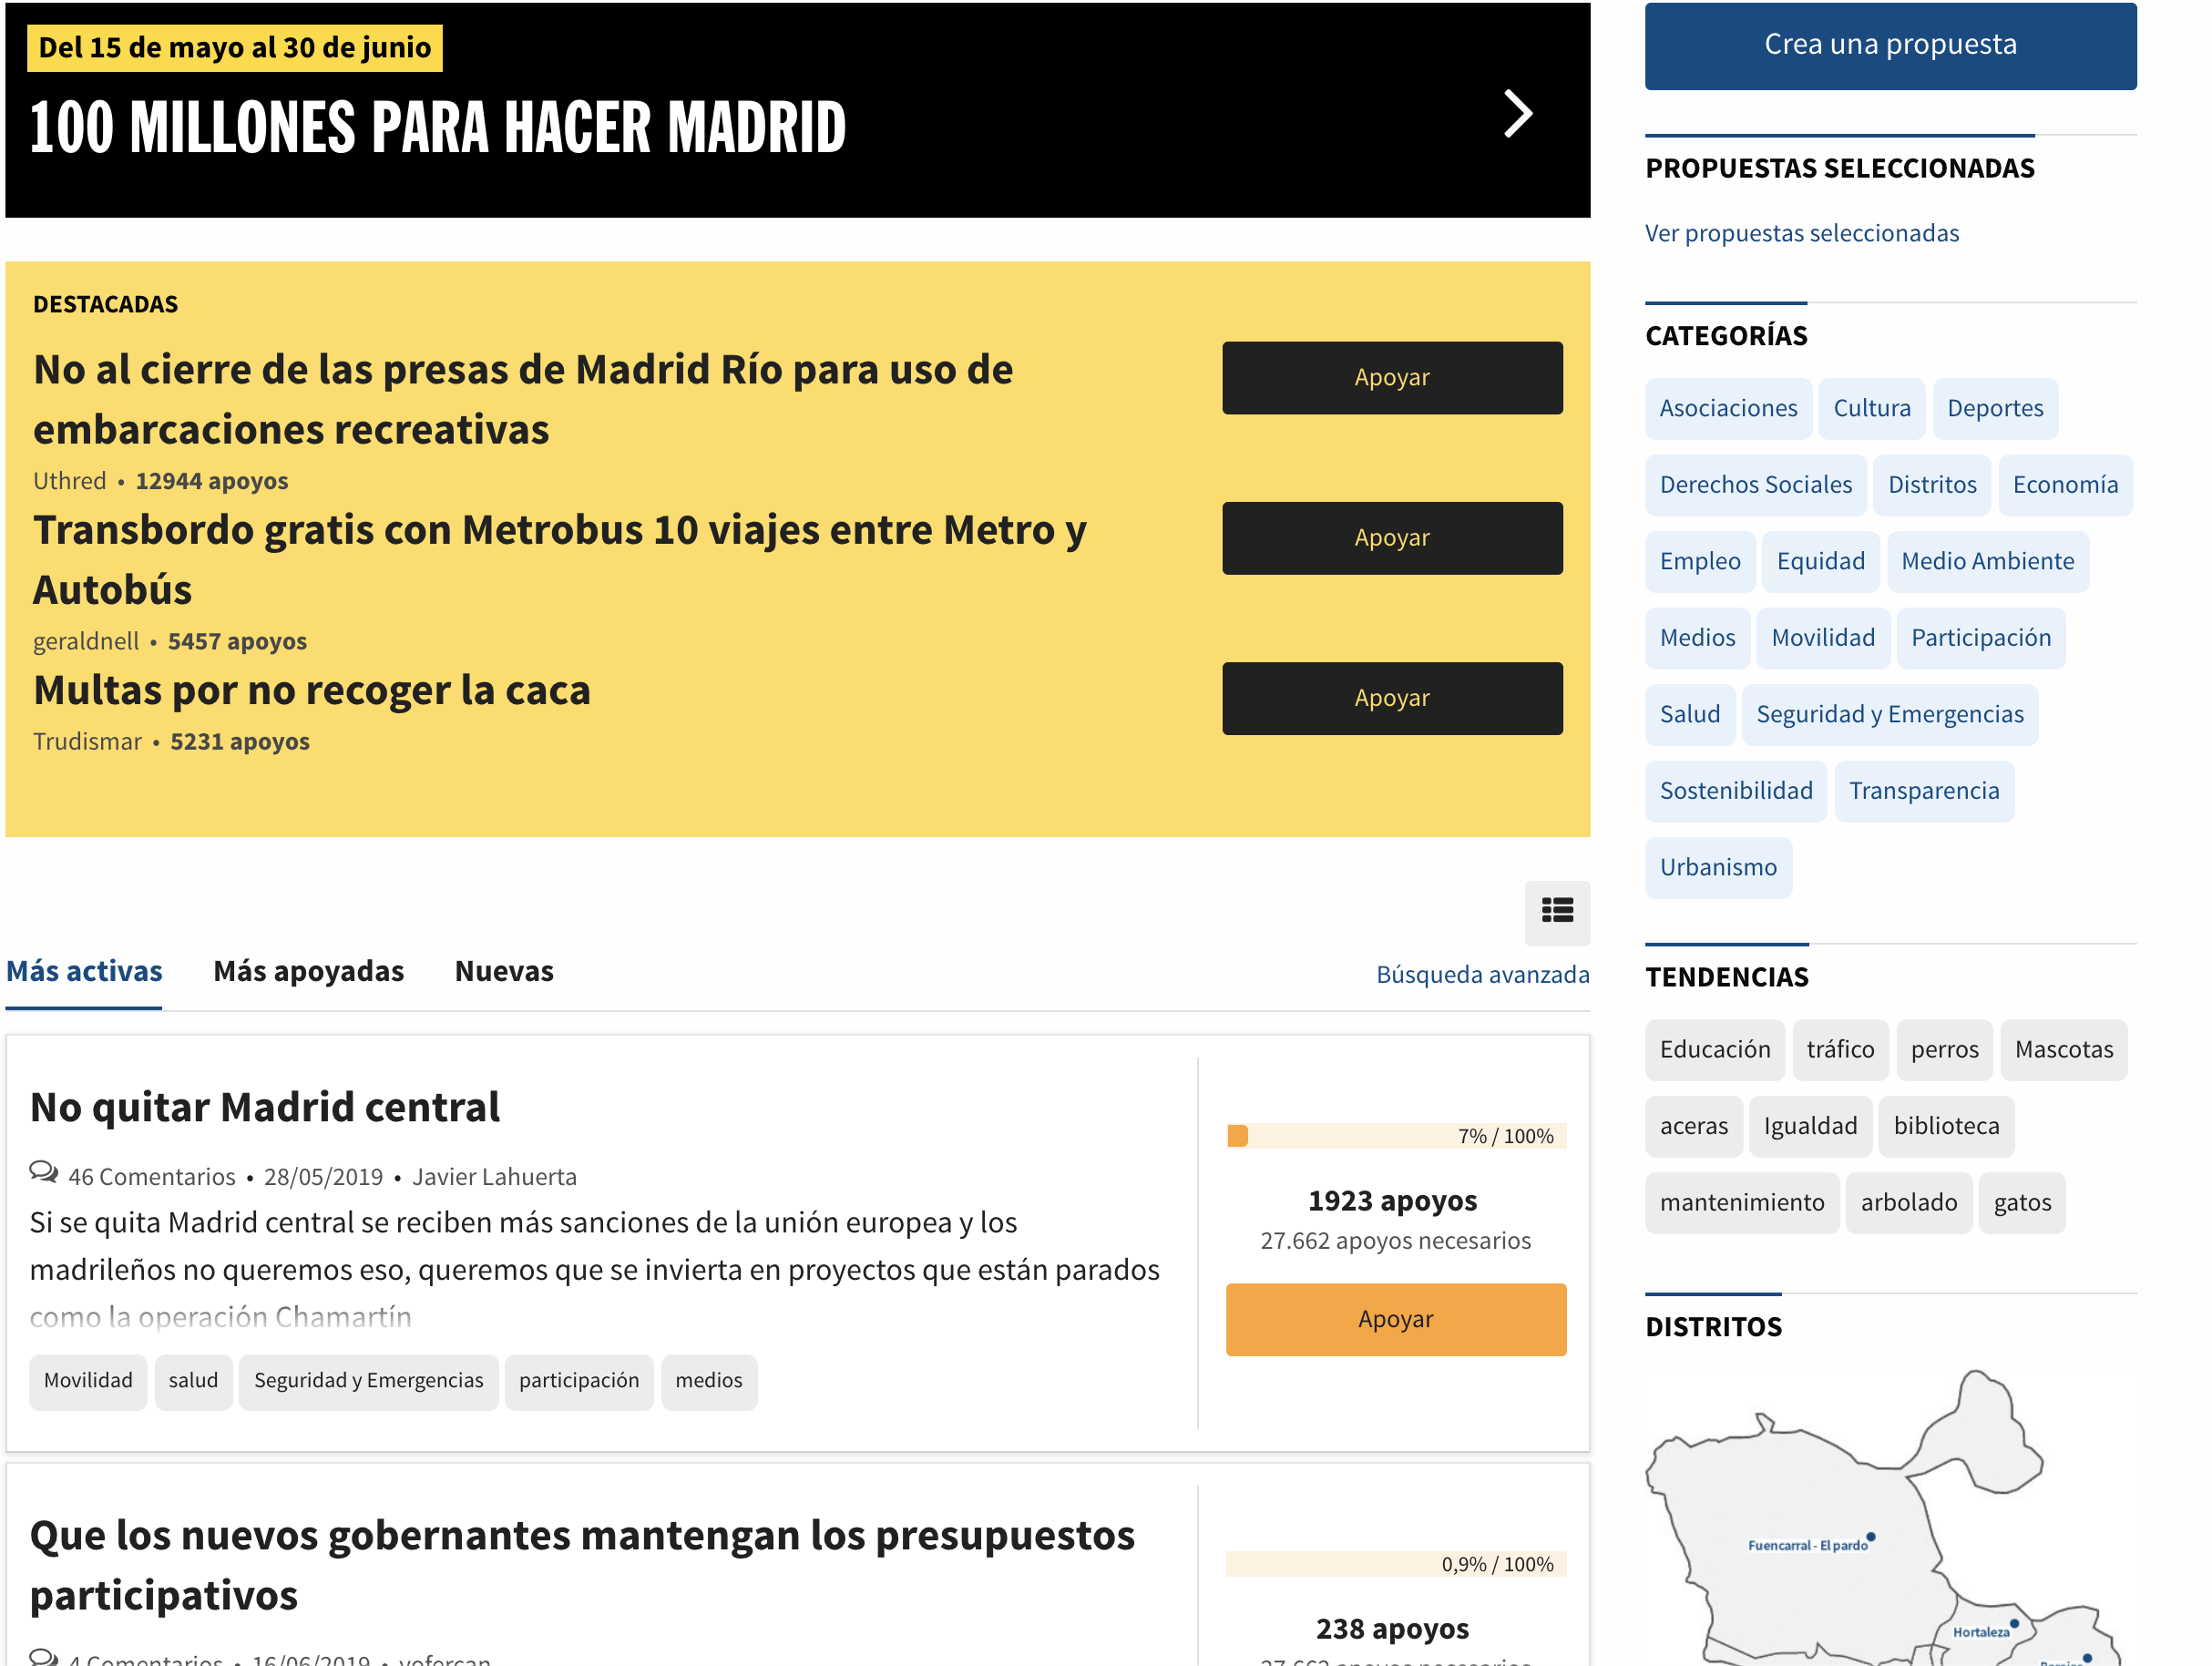 Del 15 de mayo al 30 de junio
100 MILLONES PARA HACER MADRID
DESTACADAS
No al cierre de las presas de Madrid Río para uso de
embarcaciones recreativas
Uthred • 12944 apoyos
Apoyar
Transbordo gratis con Metrobus 10 viajes entre Metro y
Autobús
geraldnell • 5457 apoyos
Apoyar
Multas por no recoger la caca
Trudismar • 5231 apoyos
Apoyar
Más activas Más apoyadas Nuevas Búsqueda avanzada
No quitar Madrid central
46 Comentarios • 28/05/2019 • Javier Lahuerta
Si se quita Madrid central se reciben más sanciones de la unión europea y los
madrileños no queremos eso, queremos que se invierta en proyectos que están parados
como la operación Chamartín
Movilidad salud Seguridad y Emergencias participación medios
7% / 100%
1923 apoyos
27.662 apoyos necesarios
Apoyar
Que los nuevos gobernantes mantengan los presupuestos
participativos
4 Comentarios • 16/06/2019 • yofercan
0,9% / 100%
238 apoyos
27.662 apoyos necesarios
Crea una propuesta
PROPUESTAS SELECCIONADAS
Ver propuestas seleccionadas
CATEGORÍAS
Asociaciones Cultura Deportes
Derechos Sociales Distritos Economía
Empleo Equidad Medio Ambiente
Medios Movilidad Participación
Salud Seguridad y Emergencias
Sostenibilidad Transparencia
Urbanismo
TENDENCIAS
Educación tráfico perros Mascotas
aceras Igualdad biblioteca
mantenimiento arbolado gatos
DISTRITOS
Fuencarral - El pardo
Hortaleza